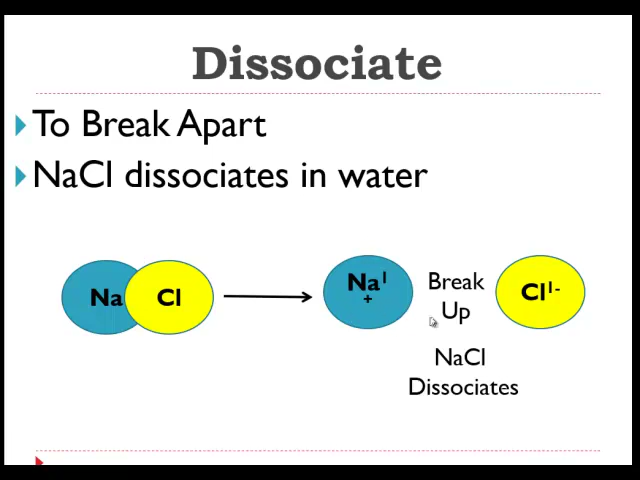 Dissociate
To Break Apart
NaCl dissociates in water
Na Cl
Na¹
+
Break
Up
Cl¹⁻
NaCl
Dissociates